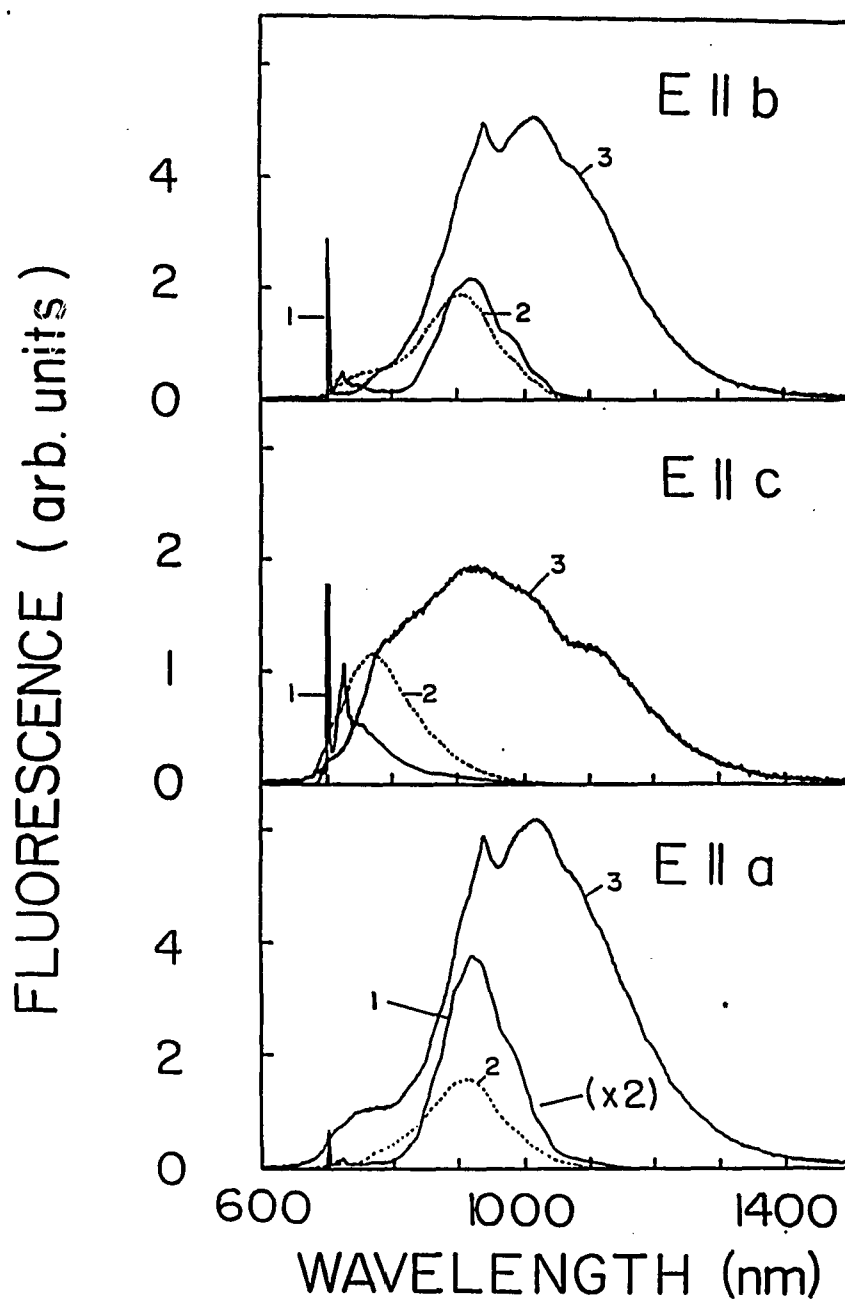 E || b
4
3
2
1
2
0
E || c
2
3
1
1
2
0
E || a
3
4
1
2
2
(x2)
0
600 1000 1400
WAVELENGTH (nm)
FLUORESCENCE (arb. units)